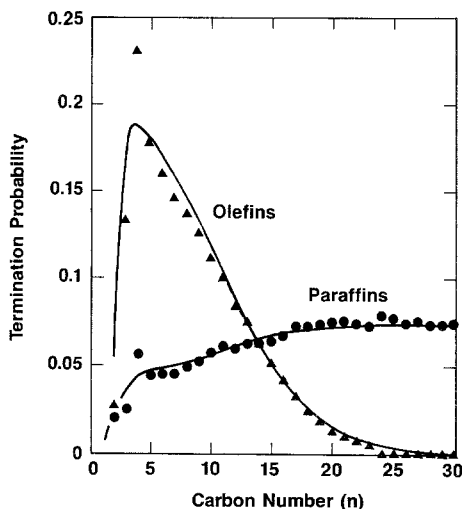 0.25
0.2
0.15
0.1
0.05
0
Termination Probability
Olefins
Paraffins
0 5 10 15 20 25 30
Carbon Number (n)